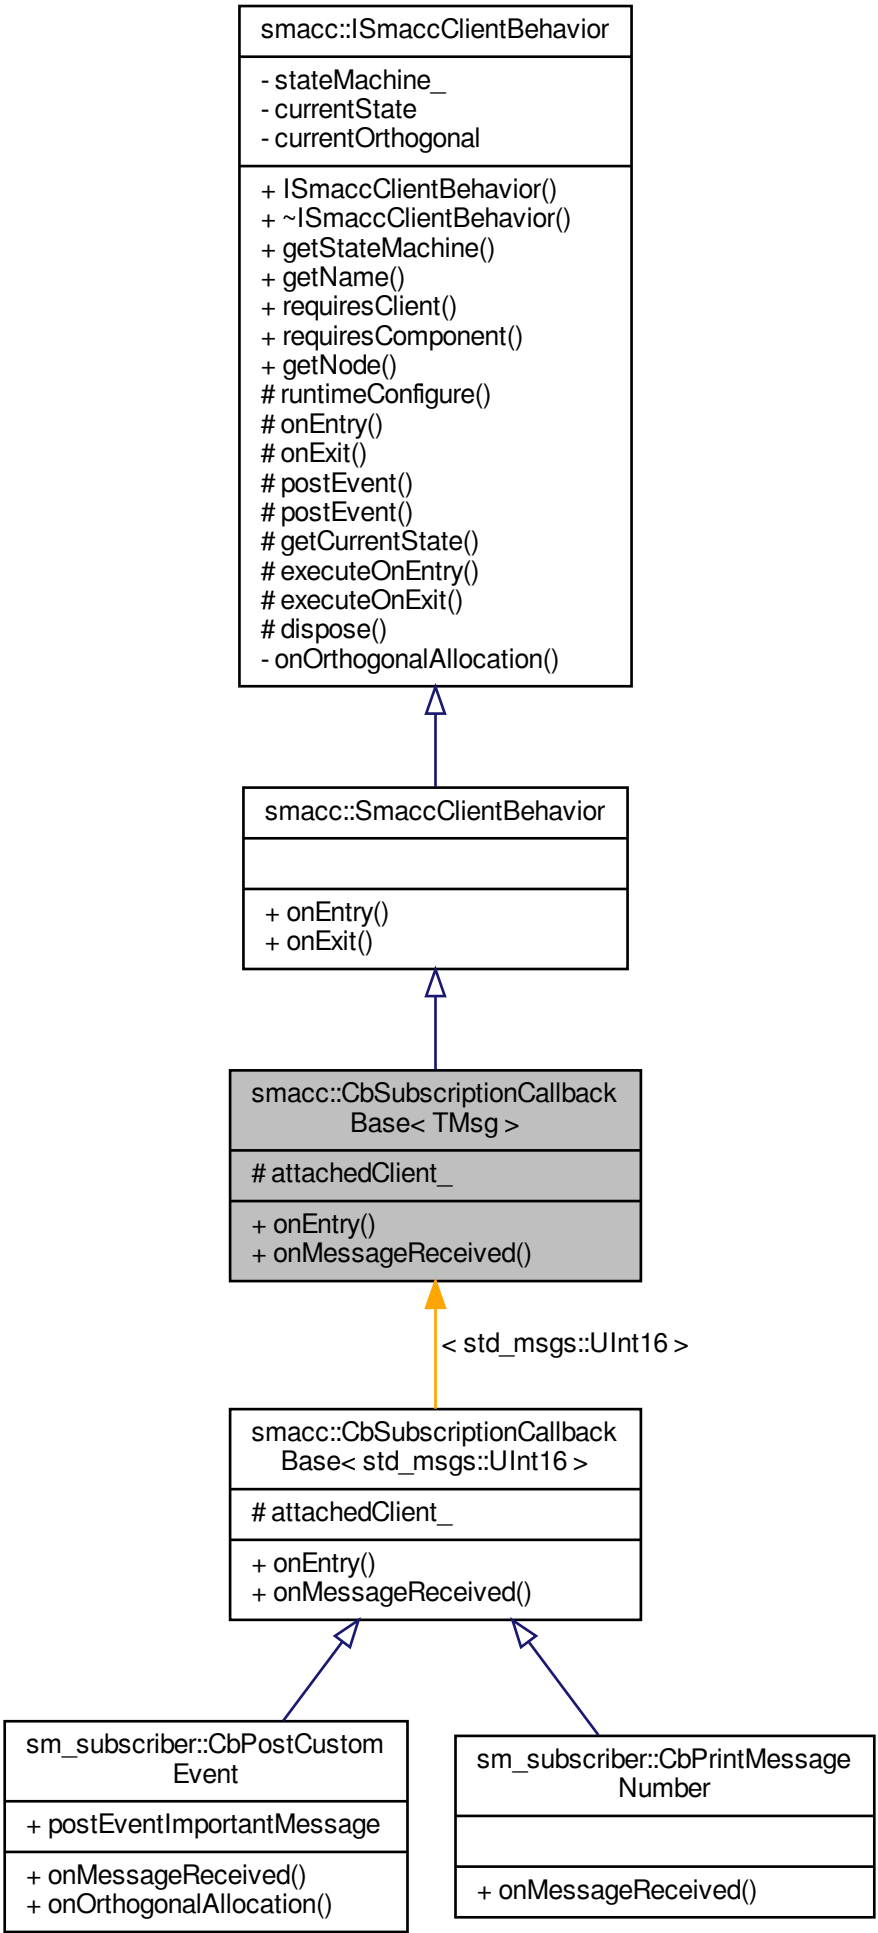 smacc::ISmaccClientBehavior
- stateMachine_
- currentState
- currentOrthogonal
+ ISmaccClientBehavior()
+ ~ISmaccClientBehavior()
+ getStateMachine()
+ getName()
+ requiresClient()
+ requiresComponent()
+ getNode()
# runtimeConfigure()
# onEntry()
# onExit()
# postEvent()
# postEvent()
# getCurrentState()
# executeOnEntry()
# executeOnExit()
# dispose()
- onOrthogonalAllocation()
smacc::SmaccClientBehavior
+ onEntry()
+ onExit()
smacc::CbSubscriptionCallback
Base< TMsg >
# attachedClient_
+ onEntry()
+ onMessageReceived()
< std_msgs::UInt16 >
smacc::CbSubscriptionCallback
Base< std_msgs::UInt16 >
# attachedClient_
+ onEntry()
+ onMessageReceived()
sm_subscriber::CbPostCustom
Event
+ postEventImportantMessage
+ onMessageReceived()
+ onOrthogonalAllocation()
sm_subscriber::CbPrintMessage
Number
+ onMessageReceived()